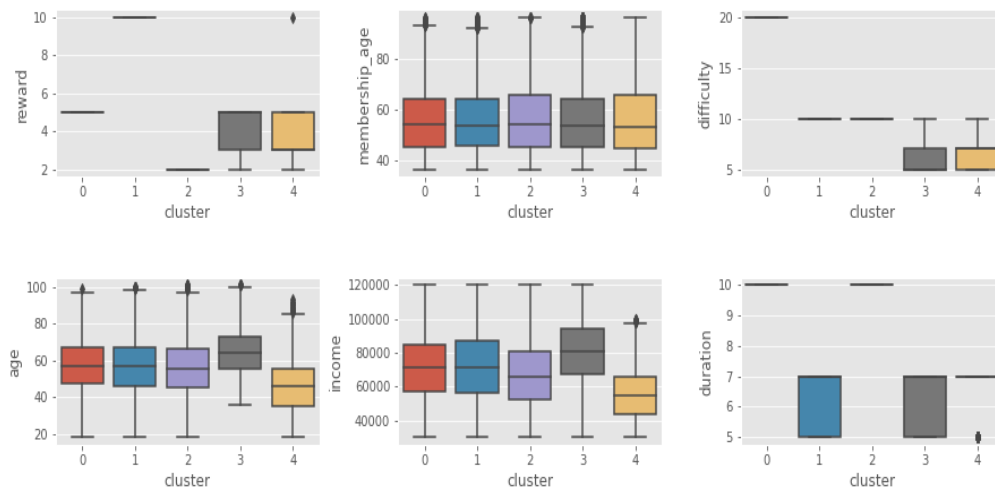 reward
10
8
6
4
2
0 1 2 3 4
cluster
membership_age
80
60
40
0 1 2 3 4
cluster
difficulty
20
15
10
5
0 1 2 3 4
cluster
age
100
80
60
40
20
0 1 2 3 4
cluster
income
120000
100000
80000
60000
40000
0 1 2 3 4
cluster
duration
10
9
8
7
6
5
0 1 2 3 4
cluster